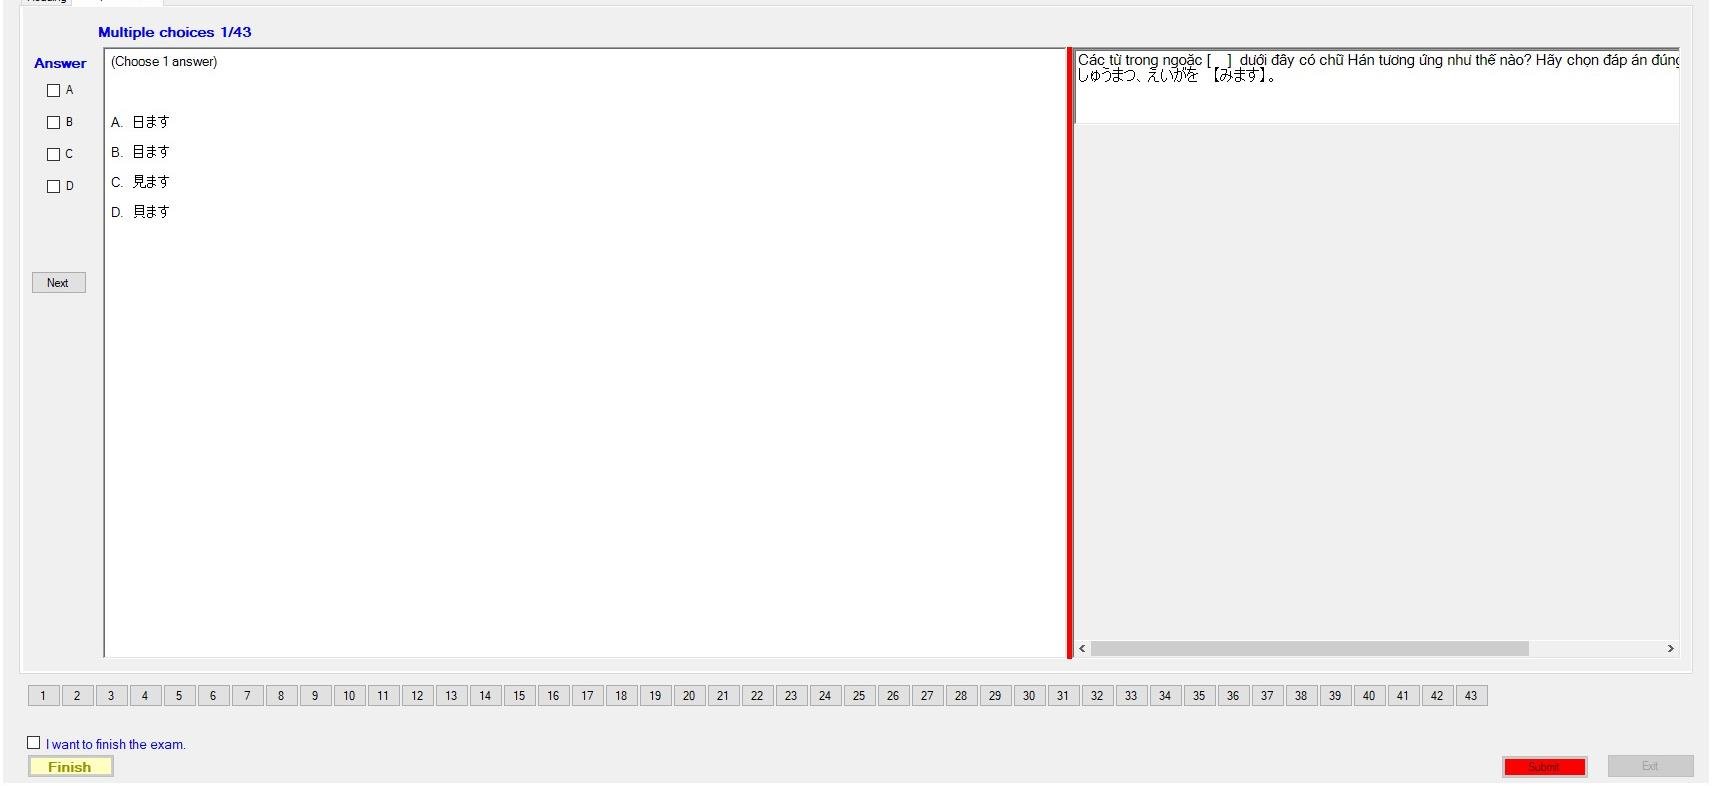 Multiple choices 1/43
Answer
(Choose 1 answer)
A
B
C
D
A. 日ます
B. 目ます
C. 見ます
D. 貝ます
Next
Các từ trong ngoặc [ ] dưới đây có chữ Hán tương ứng như thế nào? Hãy chọn đáp án đúng
しゅうまつ、えいがを 【みます】。
1 2 3 4 5 6 7 8 9 10 11 12 13 14 15 16 17 18 19 20 21 22 23 24 25 26 27 28 29 30 31 32 33 34 35 36 37 38 39 40 41 42 43
I want to finish the exam.
Finish
Submit
Exit